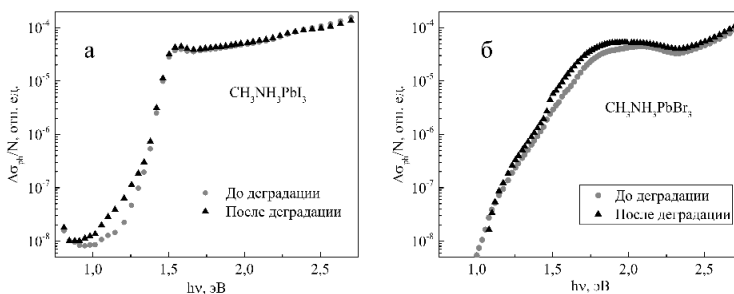 а
Aσ_ph/N, отн. ед.
10⁻⁴
10⁻⁵
10⁻⁶
10⁻⁷
10⁻⁸
CH₃NH₃PbI₃
До деградации
После деградации
1,0 1,5 2,0 2,5
hν, эВ
б
Aσ_ph/N, отн. ед.
10⁻⁴
10⁻⁵
10⁻⁶
10⁻⁷
10⁻⁸
CH₃NH₃PbBr₃
До деградации
После деградации
1,0 1,5 2,0 2,5
hν, эВ